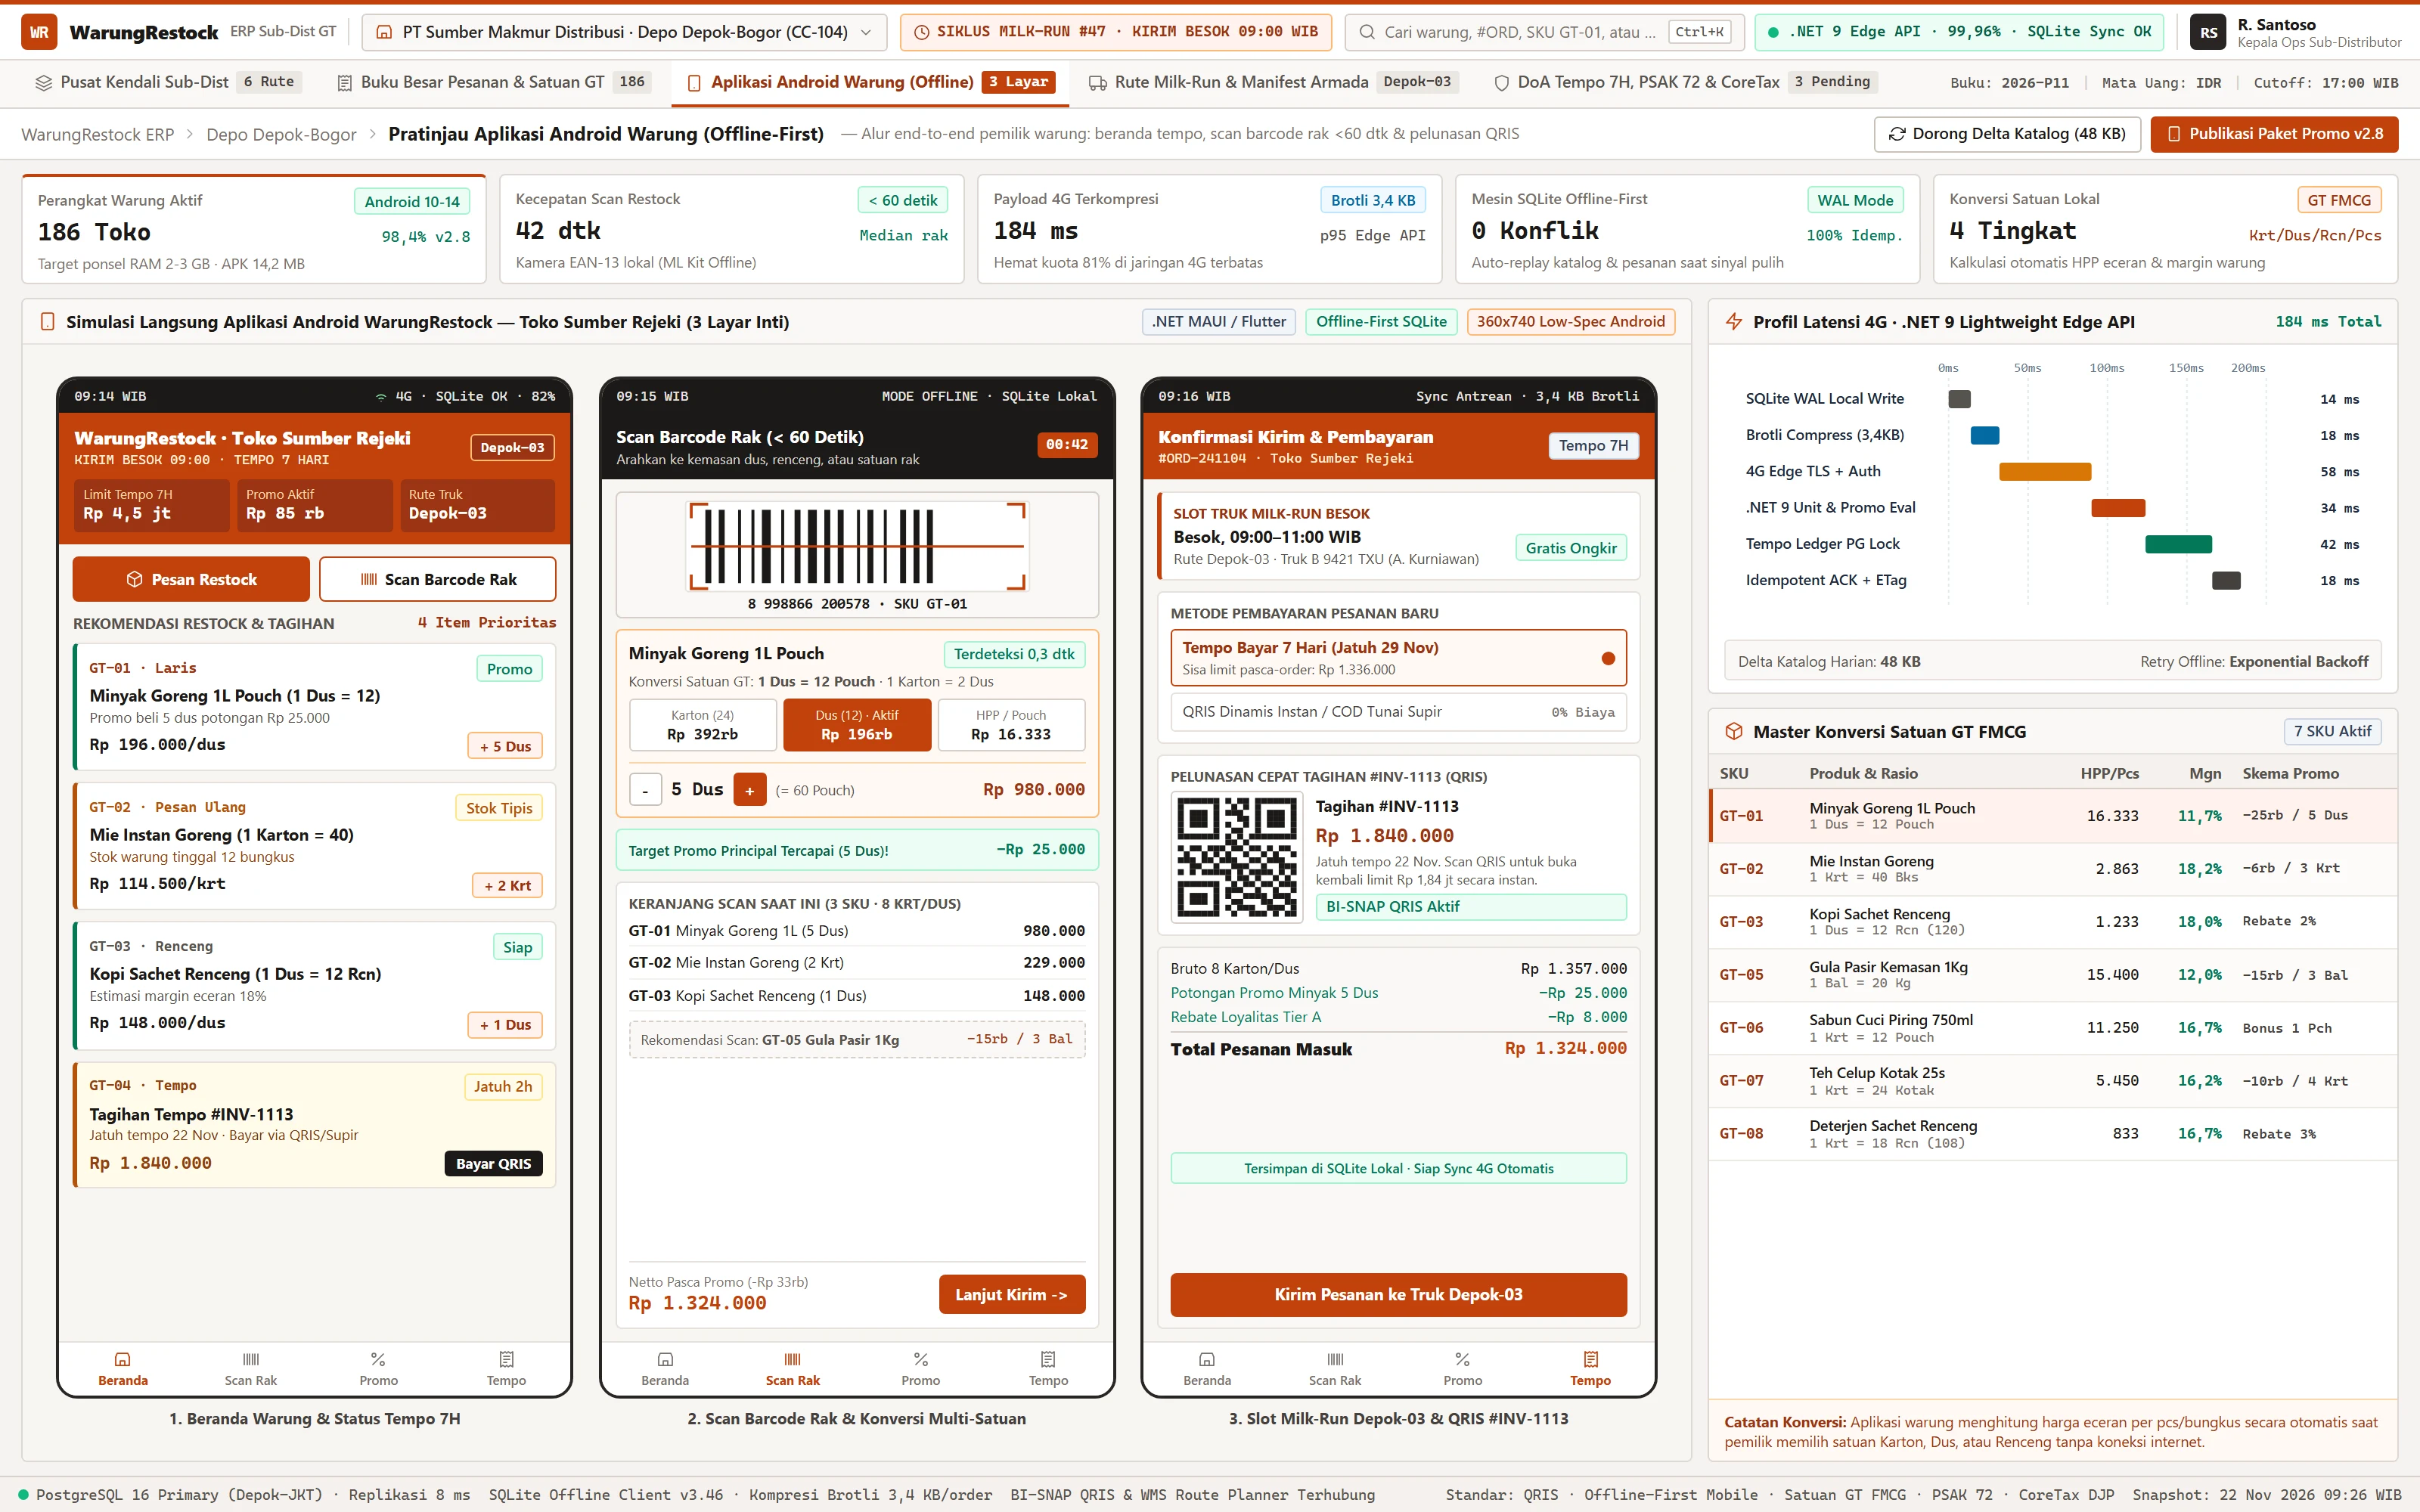 WR WarungRestock ERP Sub-Dist GT
PT Sumber Makmur Distribusi · Depo Depok-Bogor (CC-104)
SIKLUS MILK-RUN #47 · KIRIM BESOK 09:00 WIB
Cari warung, #ORD, SKU GT-01, atau ... Ctrl+K
.NET 9 Edge API · 99,96% · SQLite Sync OK
RS R. Santoso
Kepala Ops Sub-Distributor
Pusat Kendali Sub-Dist 6 Rute
Buku Besar Pesanan & Satuan GT 186
Aplikasi Android Warung (Offline) 3 Layar
Rute Milk-Run & Manifest Armada Depok-03
DoA Tempo 7H, PSAK 72 & CoreTax 3 Pending
Buku: 2026-P11 | Mata Uang: IDR | Cutoff: 17:00 WIB
WarungRestock ERP > Depo Depok-Bogor > Pratinjau Aplikasi Android Warung (Offline-First) — Alur end-to-end pemilik warung: beranda tempo, scan barcode rak <60 dtk & pelunasan QRIS
Dorong Delta Katalog (48 KB)
Publikasi Paket Promo v2.8
Perangkat Warung Aktif Android 10-14
186 Toko 98,4% v2.8
Target ponsel RAM 2-3 GB · APK 14,2 MB
Kecepatan Scan Restock < 60 detik
42 dtk Median rak
Kamera EAN-13 lokal (ML Kit Offline)
Payload 4G Terkompresi Brotli 3,4 KB
184 ms p95 Edge API
Hemat kuota 81% di jaringan 4G terbatas
Mesin SQLite Offline-First WAL Mode
0 Konflik 100% Idemp.
Auto-replay katalog & pesanan saat sinyal pulih
Konversi Satuan Lokal GT FMCG
4 Tingkat Krt/Dus/Rcn/Pcs
Kalkulasi otomatis HPP eceran & margin warung
Simulasi Langsung Aplikasi Android WarungRestock — Toko Sumber Rejeki (3 Layar Inti)
.NET MAUI / Flutter Offline-First SQLite 360x740 Low-Spec Android
09:14 WIB 4G · SQLite OK · 82%
WarungRestock · Toko Sumber Rejeki
KIRIM BESOK 09:00 · TEMPO 7 HARI
Depok-03
Limit Tempo 7H
Rp 4,5 jt
Promo Aktif
Rp 85 rb
Rute Truk
Depok-03
Pesan Restock
Scan Barcode Rak
REKOMENDASI RESTOCK & TAGIHAN 4 Item Prioritas
GT-01 · Laris Promo
Minyak Goreng 1L Pouch (1 Dus = 12)
Promo beli 5 dus potongan Rp 25.000
Rp 196.000/dus + 5 Dus
GT-02 · Pesan Ulang Stok Tipis
Mie Instan Goreng (1 Karton = 40)
Stok warung tinggal 12 bungkus
Rp 114.500/krt + 2 Krt
GT-03 · Renceng Siap
Kopi Sachet Renceng (1 Dus = 12 Rcn)
Estimasi margin eceran 18%
Rp 148.000/dus + 1 Dus
GT-04 · Tempo Jatuh 2h
Tagihan Tempo #INV-1113
Jatuh tempo 22 Nov · Bayar via QRIS/Supir
Rp 1.840.000 Bayar QRIS
Beranda Scan Rak Promo Tempo
1. Beranda Warung & Status Tempo 7H
09:15 WIB MODE OFFLINE · SQLite Lokal
Scan Barcode Rak (< 60 Detik)
Arahkan ke kemasan dus, renceng, atau satuan rak
00:42
8 998866 200578 · SKU GT-01
Minyak Goreng 1L Pouch Terdeteksi 0,3 dtk
Konversi Satuan GT: 1 Dus = 12 Pouch · 1 Karton = 2 Dus
Karton (24)
Rp 392rb
Dus (12) · Aktif
Rp 196rb
HPP / Pouch
Rp 16.333
- 5 Dus + (= 60 Pouch) Rp 980.000
Target Promo Principal Tercapai (5 Dus)! −Rp 25.000
KERANJANG SCAN SAAT INI (3 SKU · 8 KRT/DUS)
GT-01 Minyak Goreng 1L (5 Dus) 980.000
GT-02 Mie Instan Goreng (2 Krt) 229.000
GT-03 Kopi Sachet Renceng (1 Dus) 148.000
Rekomendasi Scan: GT-05 Gula Pasir 1Kg −15rb / 3 Bal
Netto Pasca Promo (-Rp 33rb)
Rp 1.324.000
Lanjut Kirim ->
Beranda Scan Rak Promo Tempo
2. Scan Barcode Rak & Konversi Multi-Satuan
09:16 WIB Sync Antrean · 3,4 KB Brotli
Konfirmasi Kirim & Pembayaran
#ORD-241104 · Toko Sumber Rejeki
Tempo 7H
SLOT TRUK MILK-RUN BESOK
Besok, 09:00–11:00 WIB
Rute Depok-03 · Truk B 9421 TXU (A. Kurniawan)
Gratis Ongkir
METODE PEMBAYARAN PESANAN BARU
Tempo Bayar 7 Hari (Jatuh 29 Nov)
Sisa limit pasca-order: Rp 1.336.000
QRIS Dinamis Instan / COD Tunai Supir 0% Biaya
PELUNASAN CEPAT TAGIHAN #INV-1113 (QRIS)
Tagihan #INV-1113
Rp 1.840.000
Jatuh tempo 22 Nov. Scan QRIS untuk buka
kembali limit Rp 1,84 jt secara instan.
BI-SNAP QRIS Aktif
Bruto 8 Karton/Dus Rp 1.357.000
Potongan Promo Minyak 5 Dus −Rp 25.000
Rebate Loyalitas Tier A −Rp 8.000
Total Pesanan Masuk Rp 1.324.000
Tersimpan di SQLite Lokal · Siap Sync 4G Otomatis
Kirim Pesanan ke Truk Depok-03
Beranda Scan Rak Promo Tempo
3. Slot Milk-Run Depok-03 & QRIS #INV-1113
Profil Latensi 4G · .NET 9 Lightweight Edge API 184 ms Total
0ms 50ms 100ms 150ms 200ms
SQLite WAL Local Write 14 ms
Brotli Compress (3,4KB) 18 ms
4G Edge TLS + Auth 58 ms
.NET 9 Unit & Promo Eval 34 ms
Tempo Ledger PG Lock 42 ms
Idempotent ACK + ETag 18 ms
Delta Katalog Harian: 48 KB Retry Offline: Exponential Backoff
Master Konversi Satuan GT FMCG 7 SKU Aktif
SKU Produk & Rasio HPP/Pcs Mgn Skema Promo
GT-01 Minyak Goreng 1L Pouch 16.333 11,7% −25rb / 5 Dus
1 Dus = 12 Pouch
GT-02 Mie Instan Goreng 2.863 18,2% −6rb / 3 Krt
1 Krt = 40 Bks
GT-03 Kopi Sachet Renceng 1.233 18,0% Rebate 2%
1 Dus = 12 Rcn (120)
GT-05 Gula Pasir Kemasan 1Kg 15.400 12,0% −15rb / 3 Bal
1 Bal = 20 Kg
GT-06 Sabun Cuci Piring 750ml 11.250 16,7% Bonus 1 Pch
1 Krt = 12 Pouch
GT-07 Teh Celup Kotak 25s 5.450 16,2% −10rb / 4 Krt
1 Krt = 24 Kotak
GT-08 Deterjen Sachet Renceng 833 16,7% Rebate 3%
1 Krt = 18 Rcn (108)
Catatan Konversi: Aplikasi warung menghitung harga eceran per pcs/bungkus secara otomatis saat
pemilik memilih satuan Karton, Dus, atau Renceng tanpa koneksi internet.
PostgreSQL 16 Primary (Depok-JKT) · Replikasi 8 ms SQLite Offline Client v3.46 · Kompresi Brotli 3,4 KB/order BI-SNAP QRIS & WMS Route Planner Terhubung
Standar: QRIS · Offline-First Mobile · Satuan GT FMCG · PSAK 72 · CoreTax DJP Snapshot: 22 Nov 2026 09:26 WIB